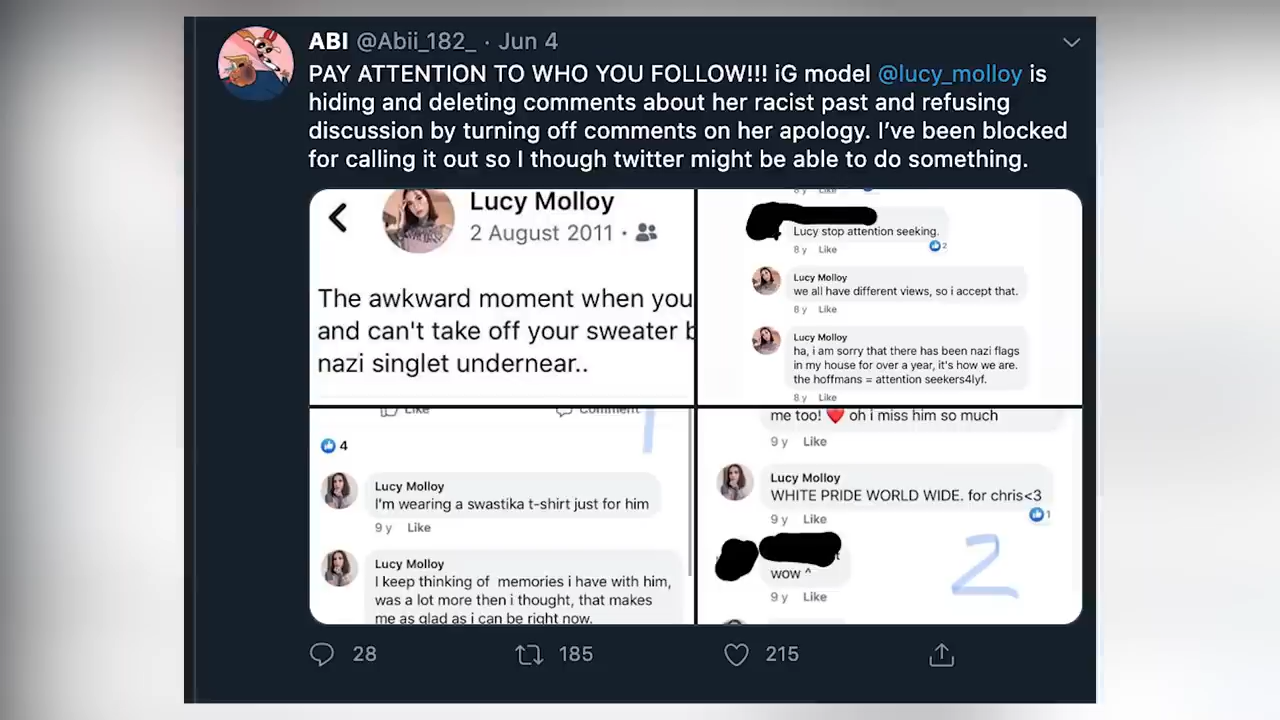 ABI @Abii_182_ · Jun 4
PAY ATTENTION TO WHO YOU FOLLOW!!! iG model @lucy_molloy is
hiding and deleting comments about her racist past and refusing
discussion by turning off comments on her apology. I've been blocked
for calling it out so I though twitter might be able to do something.
Lucy Molloy
2 August 2011 ·
The awkward moment when you
and can't take off your sweater b
nazi singlet undernear..
8 y Like
Lucy stop attention seeking.
2
8 y Like
Lucy Molloy
we all have different views, so i accept that.
8 y Like
Lucy Molloy
ha, i am sorry that there has been nazi flags
in my house for over a year, it's how we are.
the hoffmans = attention seekers4lyf.
8 y Like
Like Comment
1
4
Lucy Molloy
I'm wearing a swastika t-shirt just for him
9 y Like
Lucy Molloy
I keep thinking of memories i have with him,
was a lot more then i thought, that makes
me as glad as i can be right now.
me too! ❤️ oh i miss him so much
9 y Like
Lucy Molloy
WHITE PRIDE WORLD WIDE. for chris<3
1
9 y Like
wow ^
9 y Like
2
28 185 215